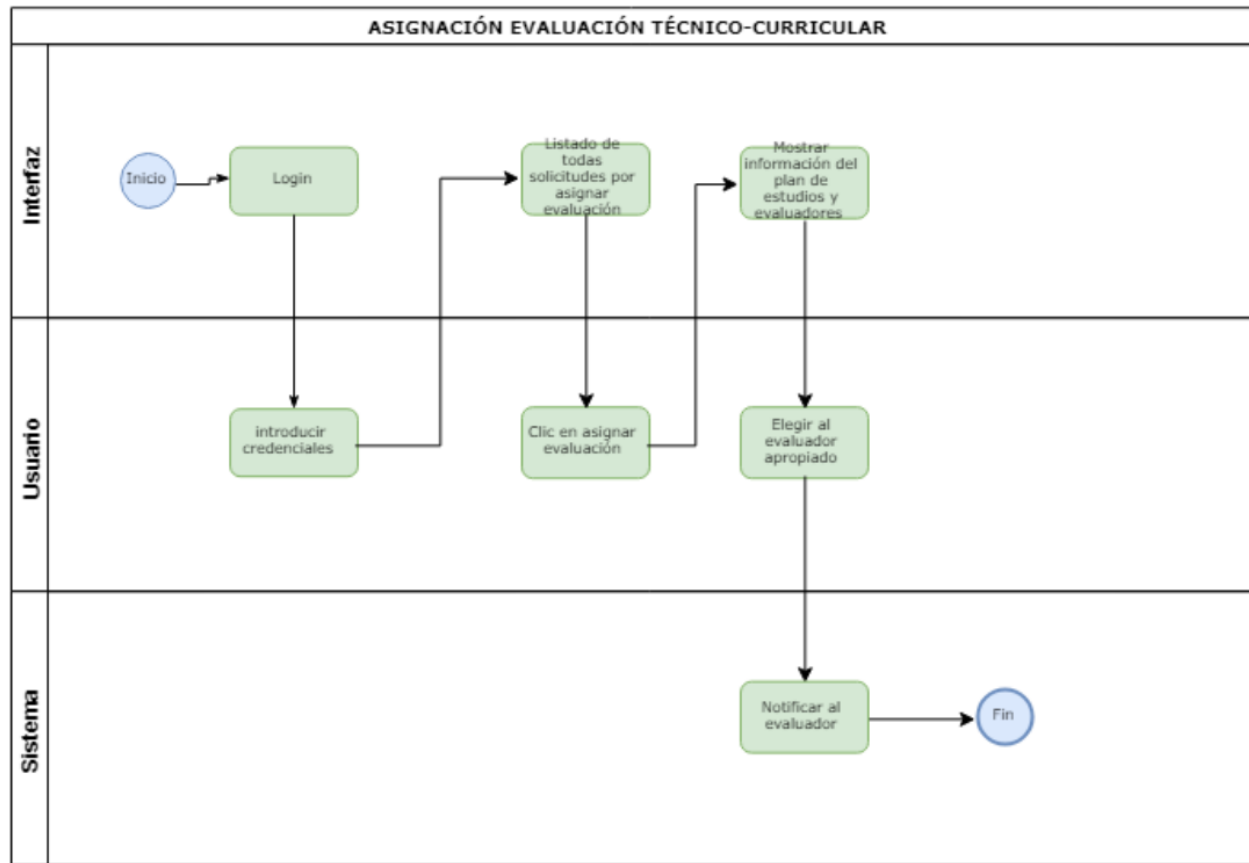 ASIGNACIÓN EVALUACIÓN TÉCNICO-CURRICULAR
Interfaz
Inicio
Login
Listado de
todas
solicitudes por
asignar
evaluación
Mostrar
información del
plan de
estudios y
evaluadores
Usuario
introducir
credenciales
Clic en asignar
evaluación
Elegir al
evaluador
apropiado
Sistema
Notificar al
evaluador
Fin